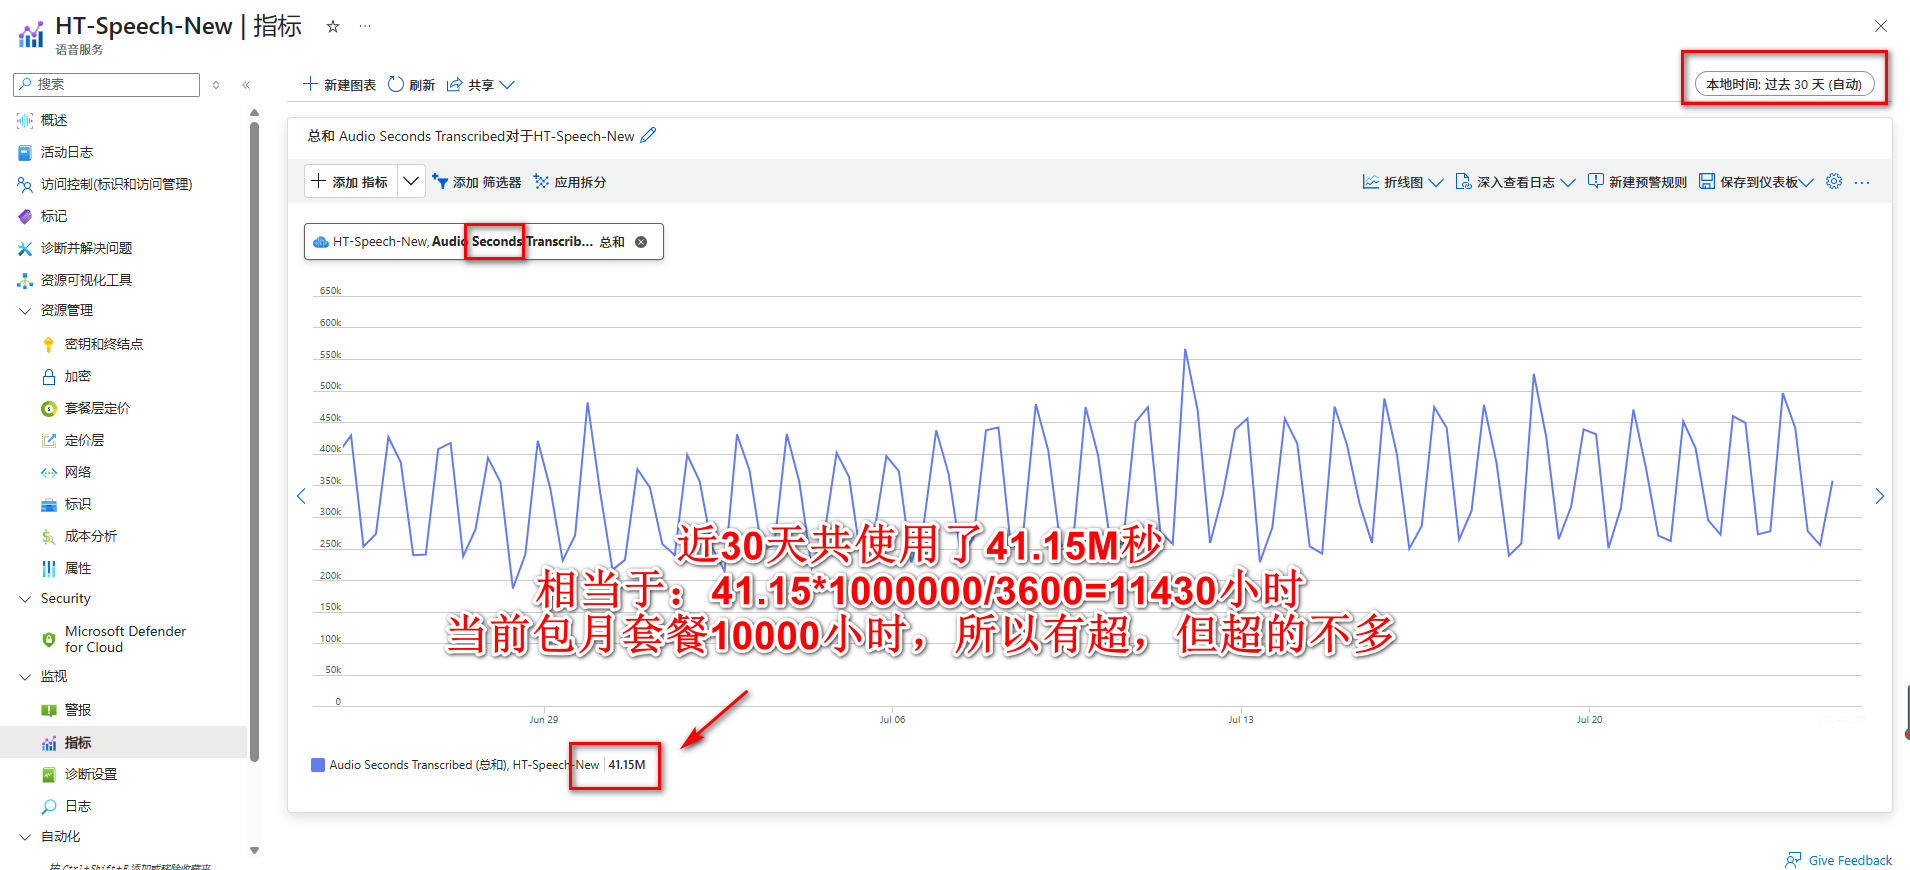 HT-Speech-New | 指标
语音服务
搜索
概述
活动日志
访问控制(标识和访问管理)
标记
诊断并解决问题
资源可视化工具
资源管理
密钥和终结点
加密
套餐层定价
定价层
网络
标识
成本分析
属性
Security
Microsoft Defender
for Cloud
监视
警报
指标
诊断设置
日志
自动化
按 Ctrl+Shift+F 添加或移除收藏夹
新建图表 刷新 共享
本地时间: 过去 30 天 (自动)
总和 Audio Seconds Transcribed对于HT-Speech-New
添加 指标 添加 筛选器 应用拆分
折线图 深入查看日志 新建预警规则 保存到仪表板 ...
HT-Speech-New, Audio Seconds Transcrib... 总和
650k
600k
550k
500k
450k
400k
350k
300k
250k
200k
150k
100k
50k
0
近30天共使用了41.15M秒
相当于：41.15*1000000/3600=11430小时
当前包月套餐10000小时，所以有超，但超的不多
Jun 29 Jul 06 Jul 13 Jul 20
Audio Seconds Transcribed (总和), HT-Speech-New | 41.15M
Give Feedback